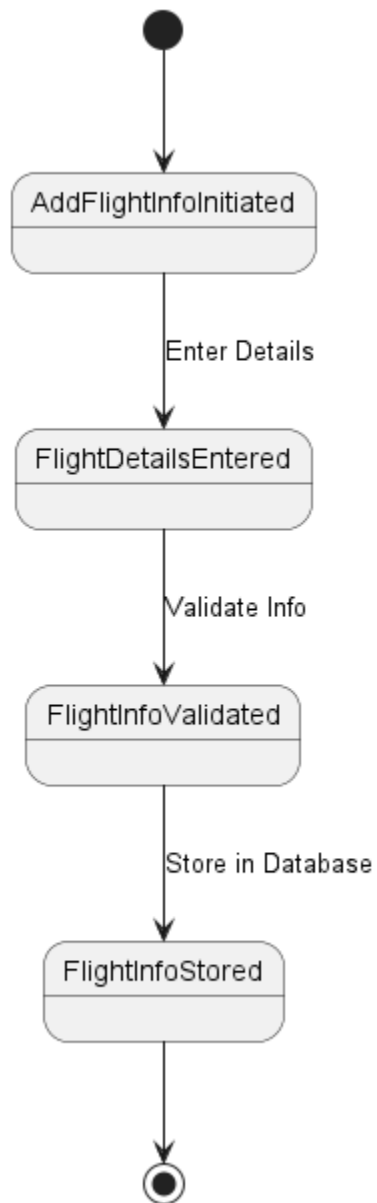 AddFlightInfoInitiated
Enter Details
FlightDetailsEntered
Validate Info
FlightInfoValidated
Store in Database
FlightInfoStored